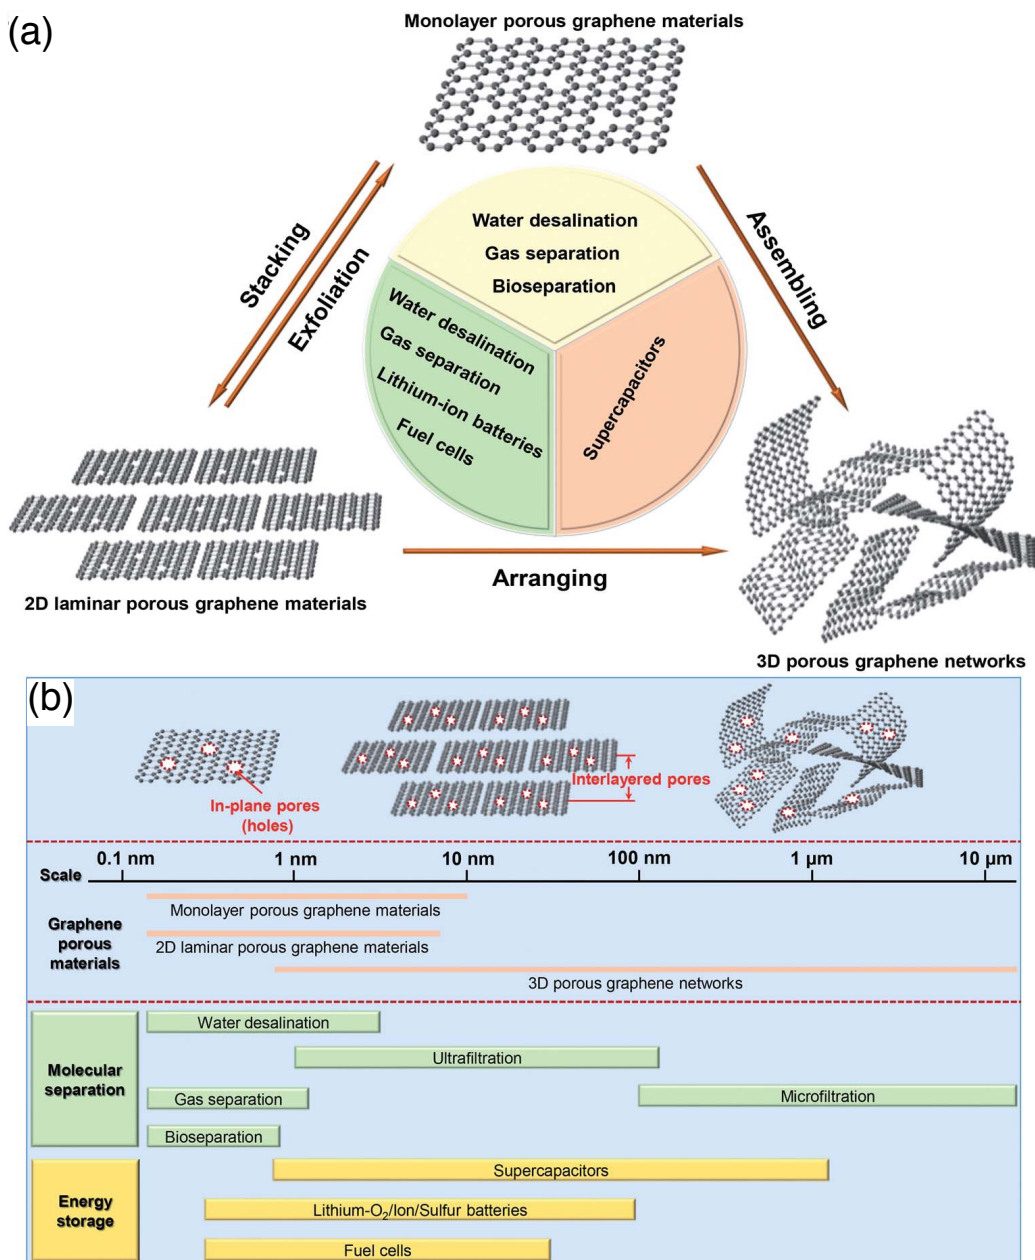 (a)
Monolayer porous graphene materials
Stacking
Exfoliation
Assembling
Water desalination
Gas separation
Bioseparation
Water desalination
Gas separation
Lithium-ion batteries
Fuel cells
Supercapacitors
Arranging
2D laminar porous graphene materials
3D porous graphene networks
(b)
In-plane pores
(holes)
Interlayered pores
0.1 nm
1 nm
10 nm
100 nm
1 µm
10 µm
Scale
Graphene
porous
materials
Monolayer porous graphene materials
2D laminar porous graphene materials
3D porous graphene networks
Molecular
separation
Water desalination
Ultrafiltration
Gas separation
Microfiltration
Bioseparation
Energy
storage
Supercapacitors
Lithium-O₂/Ion/Sulfur batteries
Fuel cells